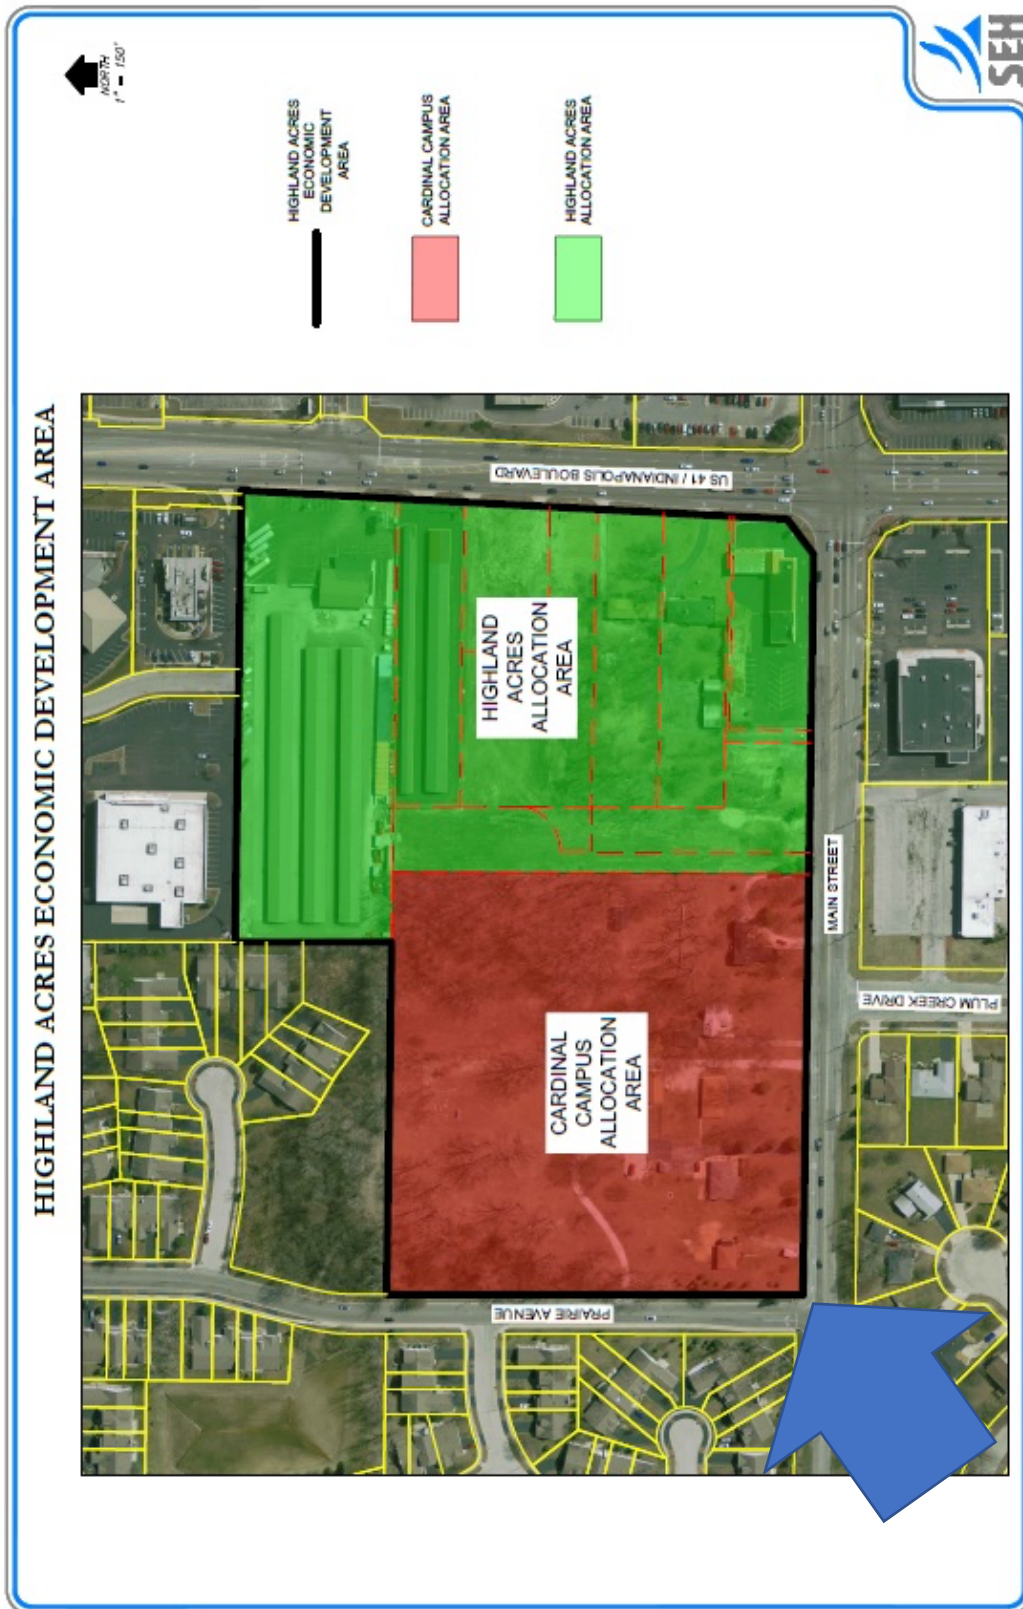 HIGHLAND ACRES ECONOMIC DEVELOPMENT AREA
NORTH
1" = 150'
HIGHLAND ACRES
ECONOMIC
DEVELOPMENT
AREA
CARDINAL CAMPUS
ALLOCATION AREA
HIGHLAND ACRES
ALLOCATION AREA
SEH
US 41 / INDIANAPOLIS BOULEVARD
HIGHLAND
ACRES
ALLOCATION
AREA
MAIN STREET
PLUM CREEK DRIVE
CARDINAL
CAMPUS
ALLOCATION
AREA
PRAIRIE AVENUE